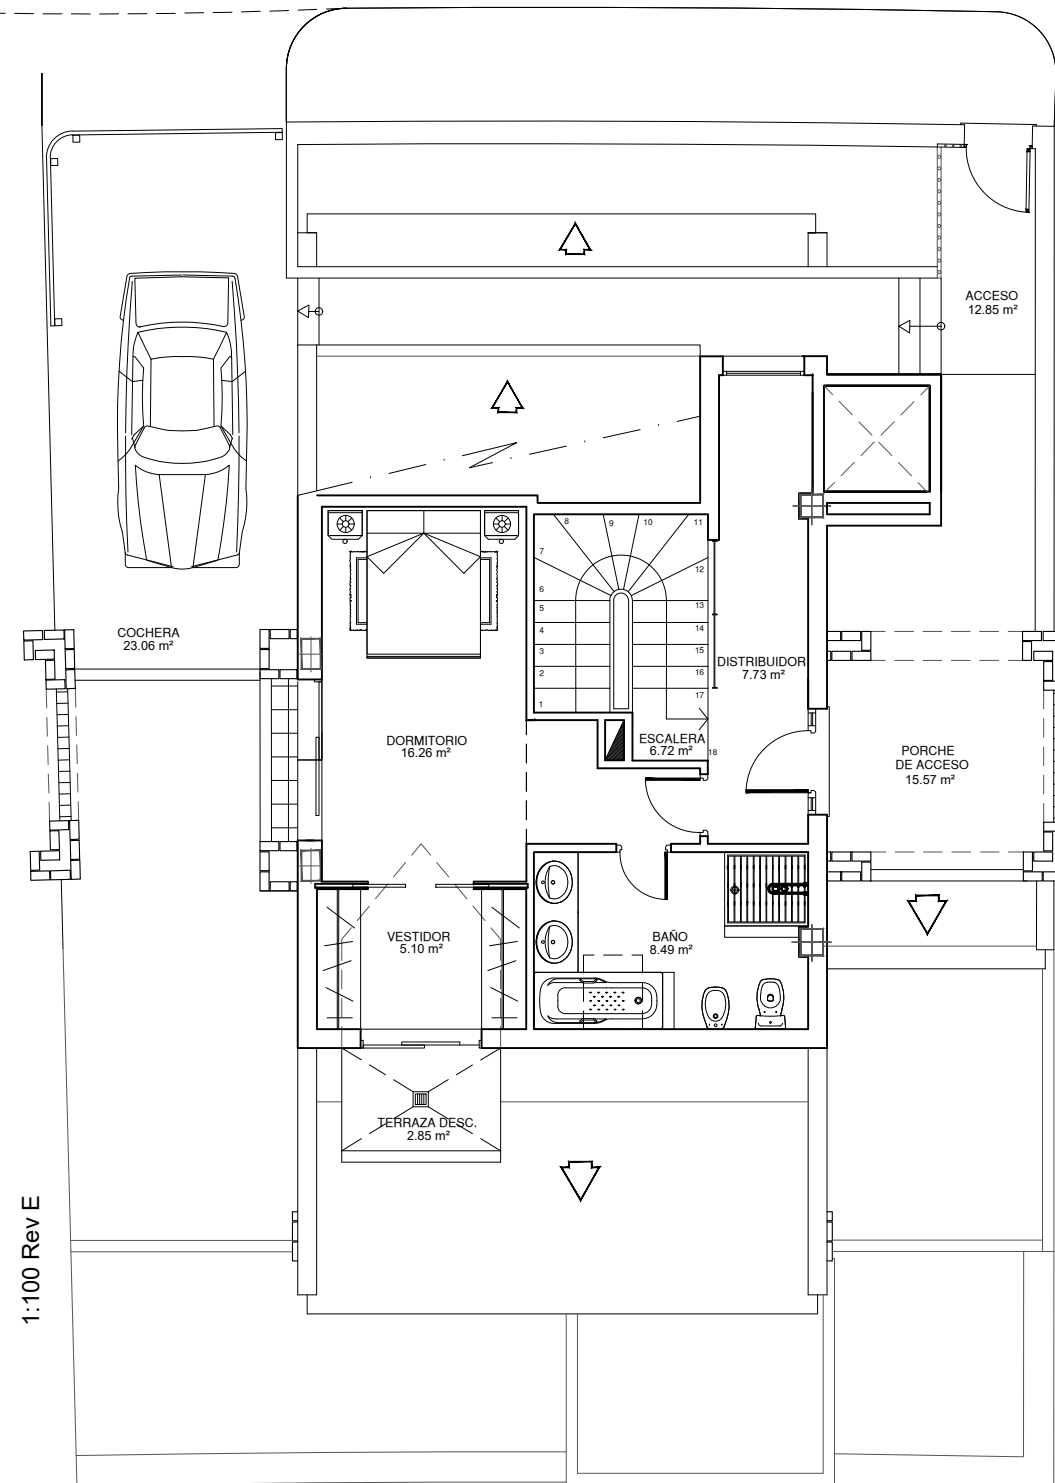 ACCESO
12.85 m²
8
9
10
11
7
12
6
13
5
14
4
15
3
16
2
17
1
18
COCHERA
23.06 m²
DISTRIBUIDOR
7.73 m²
DORMITORIO
16.26 m²
ESCALERA
6.72 m²
PORCHE
DE ACCESO
15.57 m²
VESTIDOR
5.10 m²
BAÑO
8.49 m²
TERRAZA DESC.
2.85 m²
1:100 Rev E